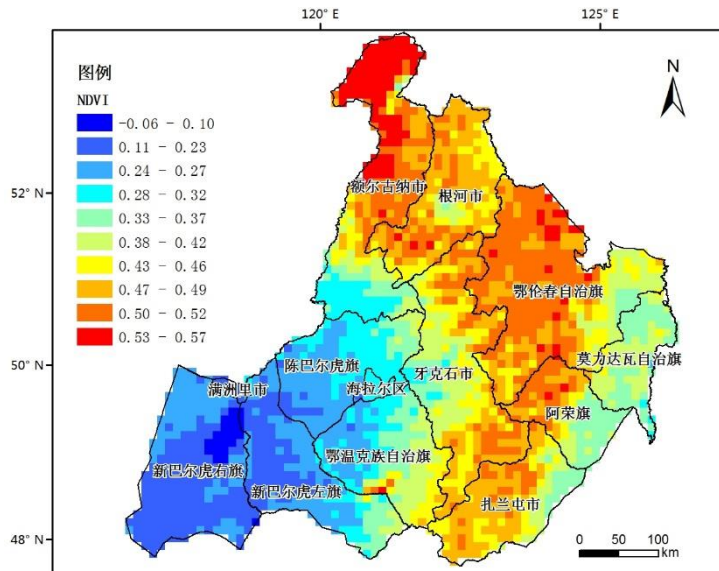 120° E
125° E
N
图例
NDVI
-0.06 - 0.10
0.11 - 0.23
0.24 - 0.27
0.28 - 0.32
0.33 - 0.37
0.38 - 0.42
0.43 - 0.46
0.47 - 0.49
0.50 - 0.52
0.53 - 0.57
52° N
50° N
48° N
额尔古纳市
根河市
鄂伦春自治旗
莫力达瓦自治旗
陈巴尔虎旗
牙克石市
满洲里市
海拉尔区
阿荣旗
鄂温克族自治旗
新巴尔虎右旗
新巴尔虎左旗
扎兰屯市
0 50 100
km